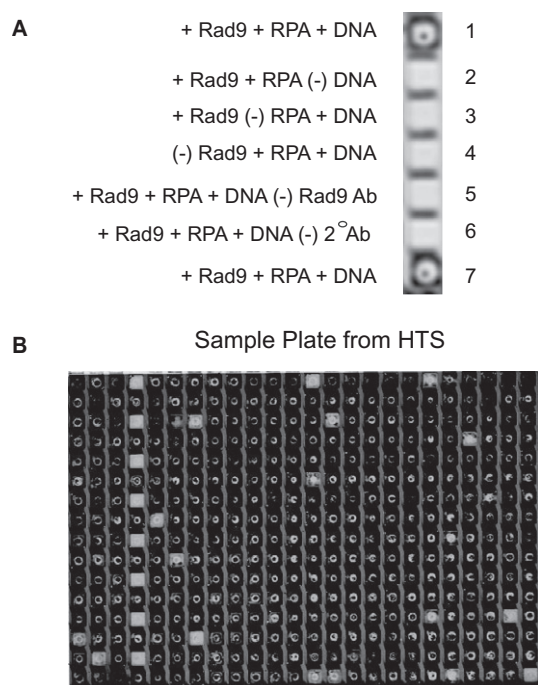 A
+ Rad9 + RPA + DNA 1
+ Rad9 + RPA (-) DNA 2
+ Rad9 (-) RPA + DNA 3
(-) Rad9 + RPA + DNA 4
+ Rad9 + RPA + DNA (-) Rad9 Ab 5
+ Rad9 + RPA + DNA (-) 2°Ab 6
+ Rad9 + RPA + DNA 7
B
Sample Plate from HTS